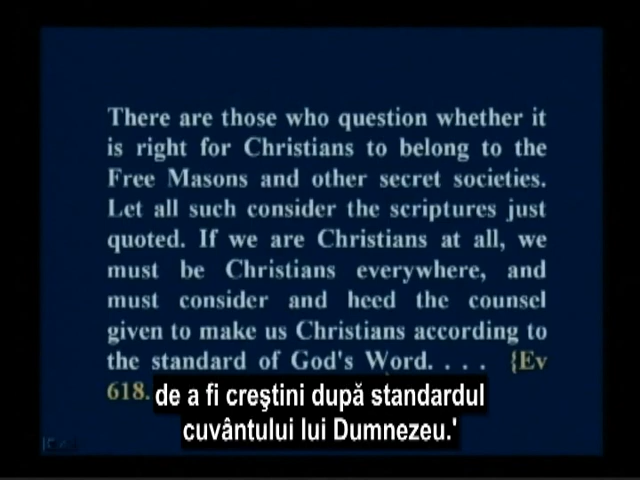 There are those who question whether it
is right for Christians to belong to the
Free Masons and other secret societies.
Let all such consider the scriptures just
quoted. If we are Christians at all, we
must be Christians everywhere, and
must consider and heed the counsel
given to make us Christians according to
the standard of God's Word. . . . {Ev
618.
de a fi creştini după standardul
cuvântului lui Dumnezeu.'